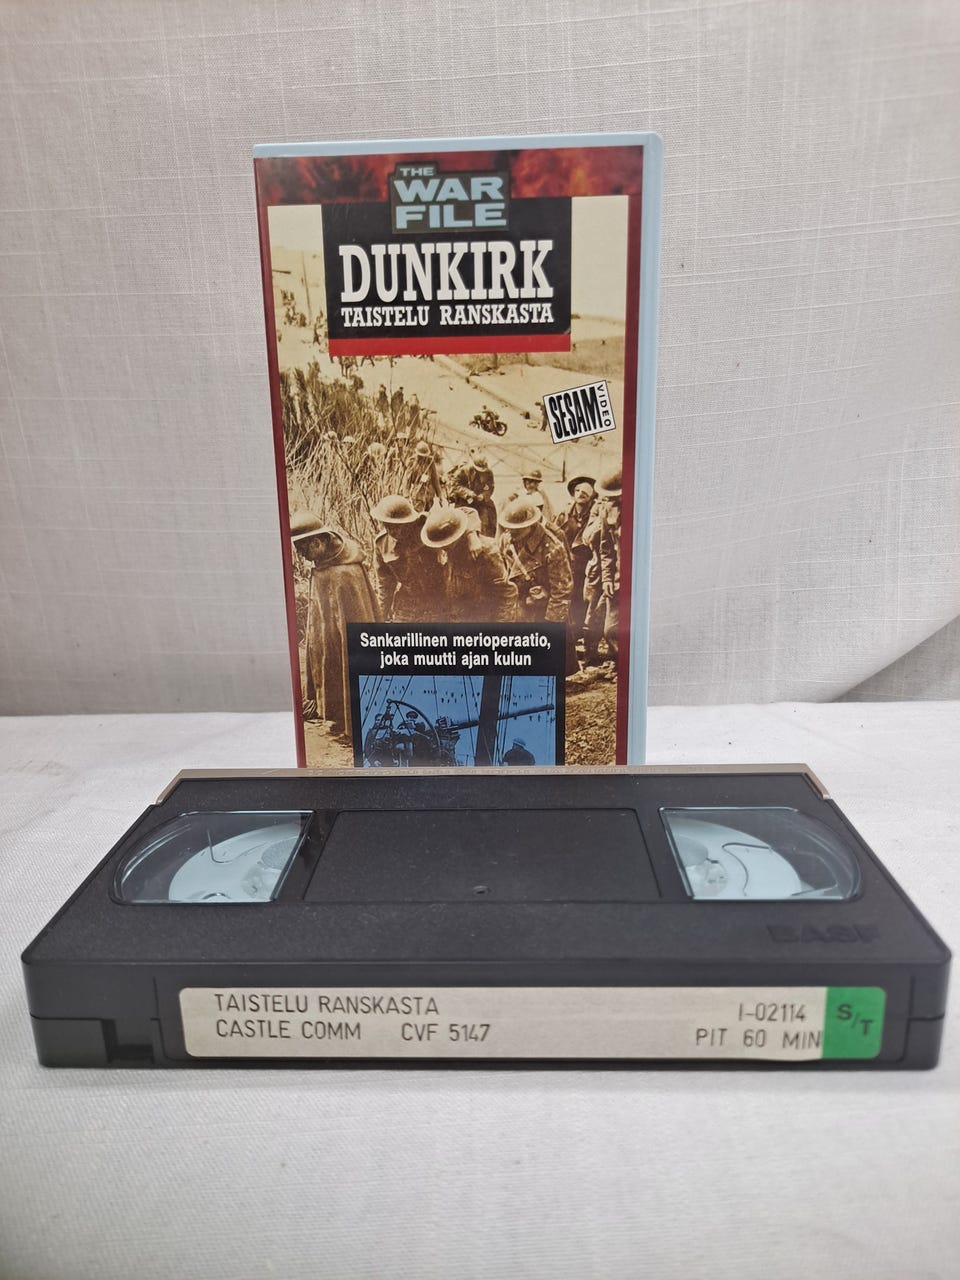 THE
WAR
FILE
DUNKIRK
TAISTELU RANSKASTA
SESAM
VIDEO
Sankarillinen merioperaatio,
joka muutti ajan kulun
BASF
TAISTELU RANSKASTA
CASTLE COMM CVF 5147
I-02114
PIT 60 MIN
S/T